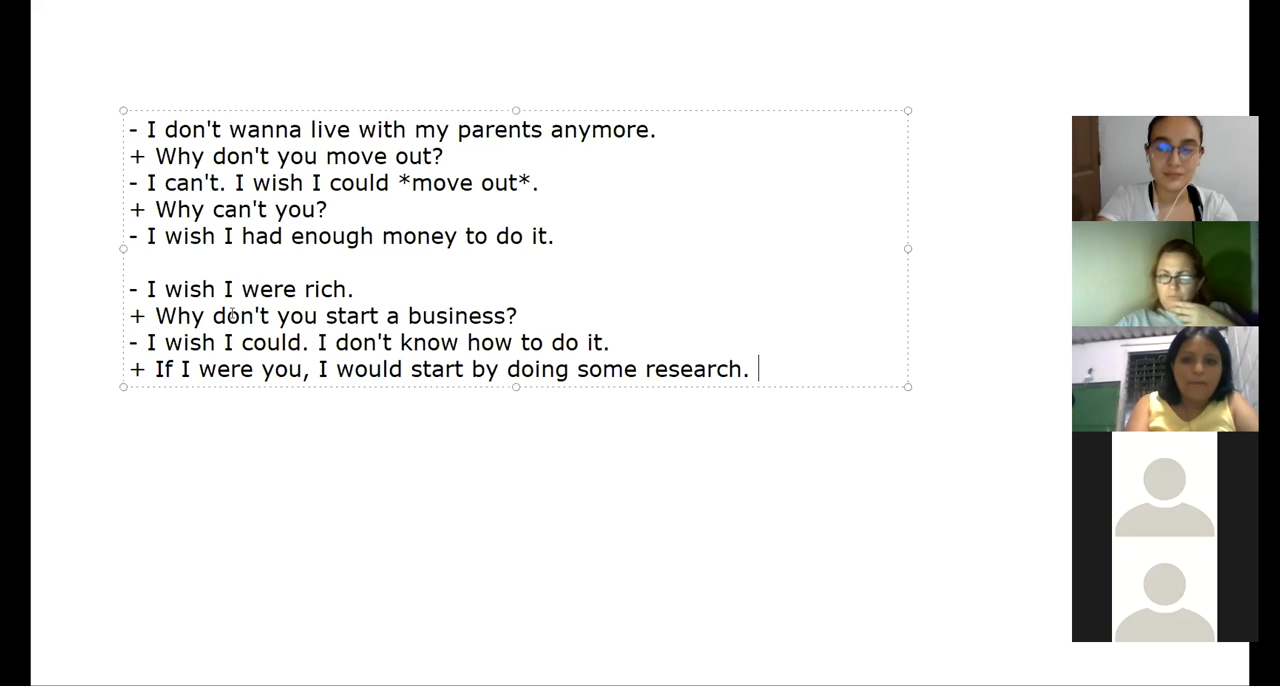 - I don't wanna live with my parents anymore.
+ Why don't you move out?
- I can't. I wish I could *move out*.
+ Why can't you?
- I wish I had enough money to do it.
- I wish I were rich.
+ Why don't you start a business?
- I wish I could. I don't know how to do it.
+ If I were you, I would start by doing some research.